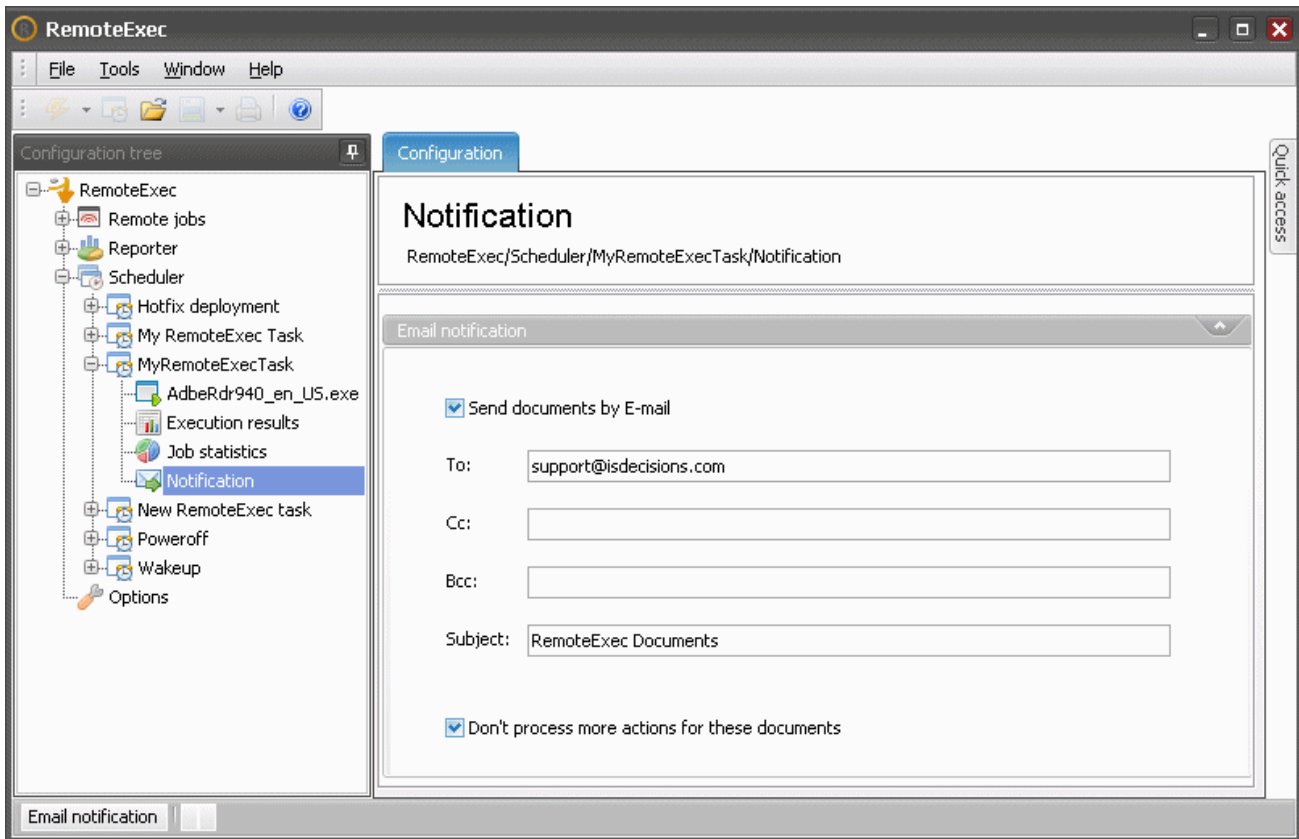 RemoteExec
File Tools Window Help
Configuration tree
Configuration
Quick access
RemoteExec
Remote jobs
Reporter
Scheduler
Hotfix deployment
My RemoteExec Task
MyRemoteExecTask
AdbeRdr940_en_US.exe
Execution results
Job statistics
Notification
New RemoteExec task
Poweroff
Wakeup
Options
Notification
RemoteExec/Scheduler/MyRemoteExecTask/Notification
Email notification
Send documents by E-mail
To: support@isdecisions.com
Cc:
Bcc:
Subject: RemoteExec Documents
Don't process more actions for these documents
Email notification